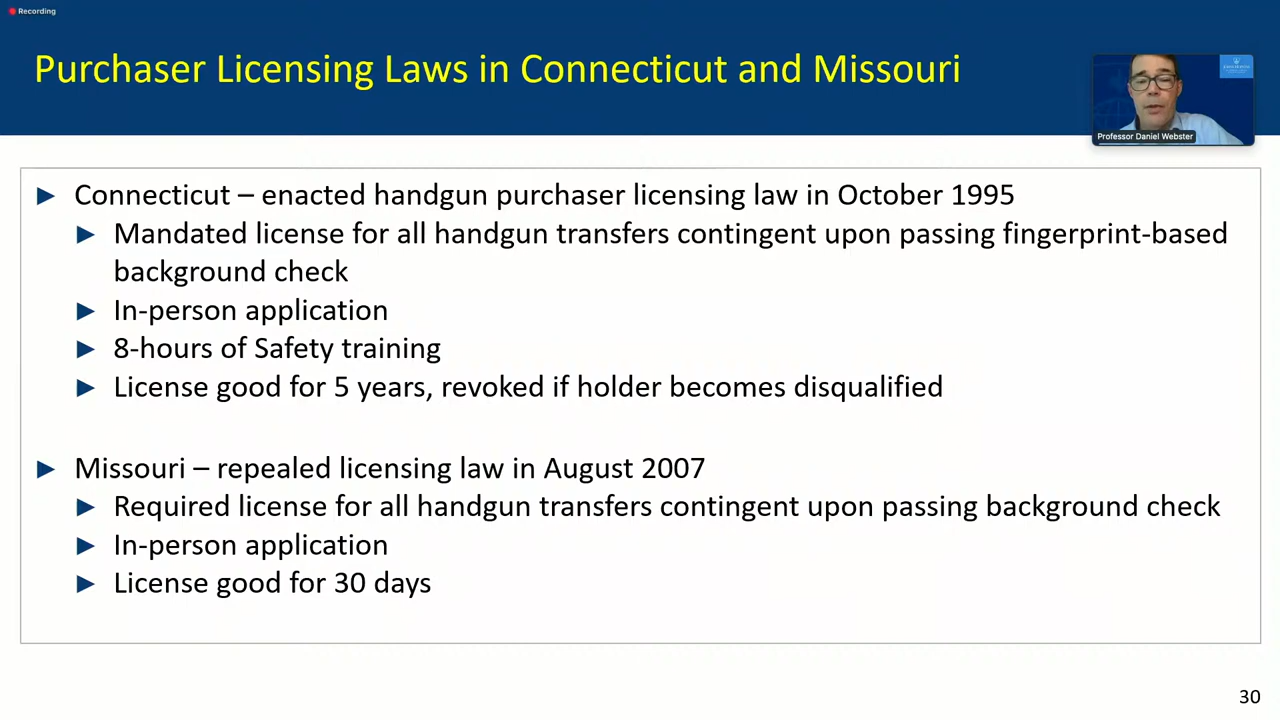 Recording
Purchaser Licensing Laws in Connecticut and Missouri
Professor Daniel Webster
► Connecticut – enacted handgun purchaser licensing law in October 1995
► Mandated license for all handgun transfers contingent upon passing fingerprint-based
background check
► In-person application
► 8-hours of Safety training
► License good for 5 years, revoked if holder becomes disqualified
► Missouri – repealed licensing law in August 2007
► Required license for all handgun transfers contingent upon passing background check
► In-person application
► License good for 30 days
30